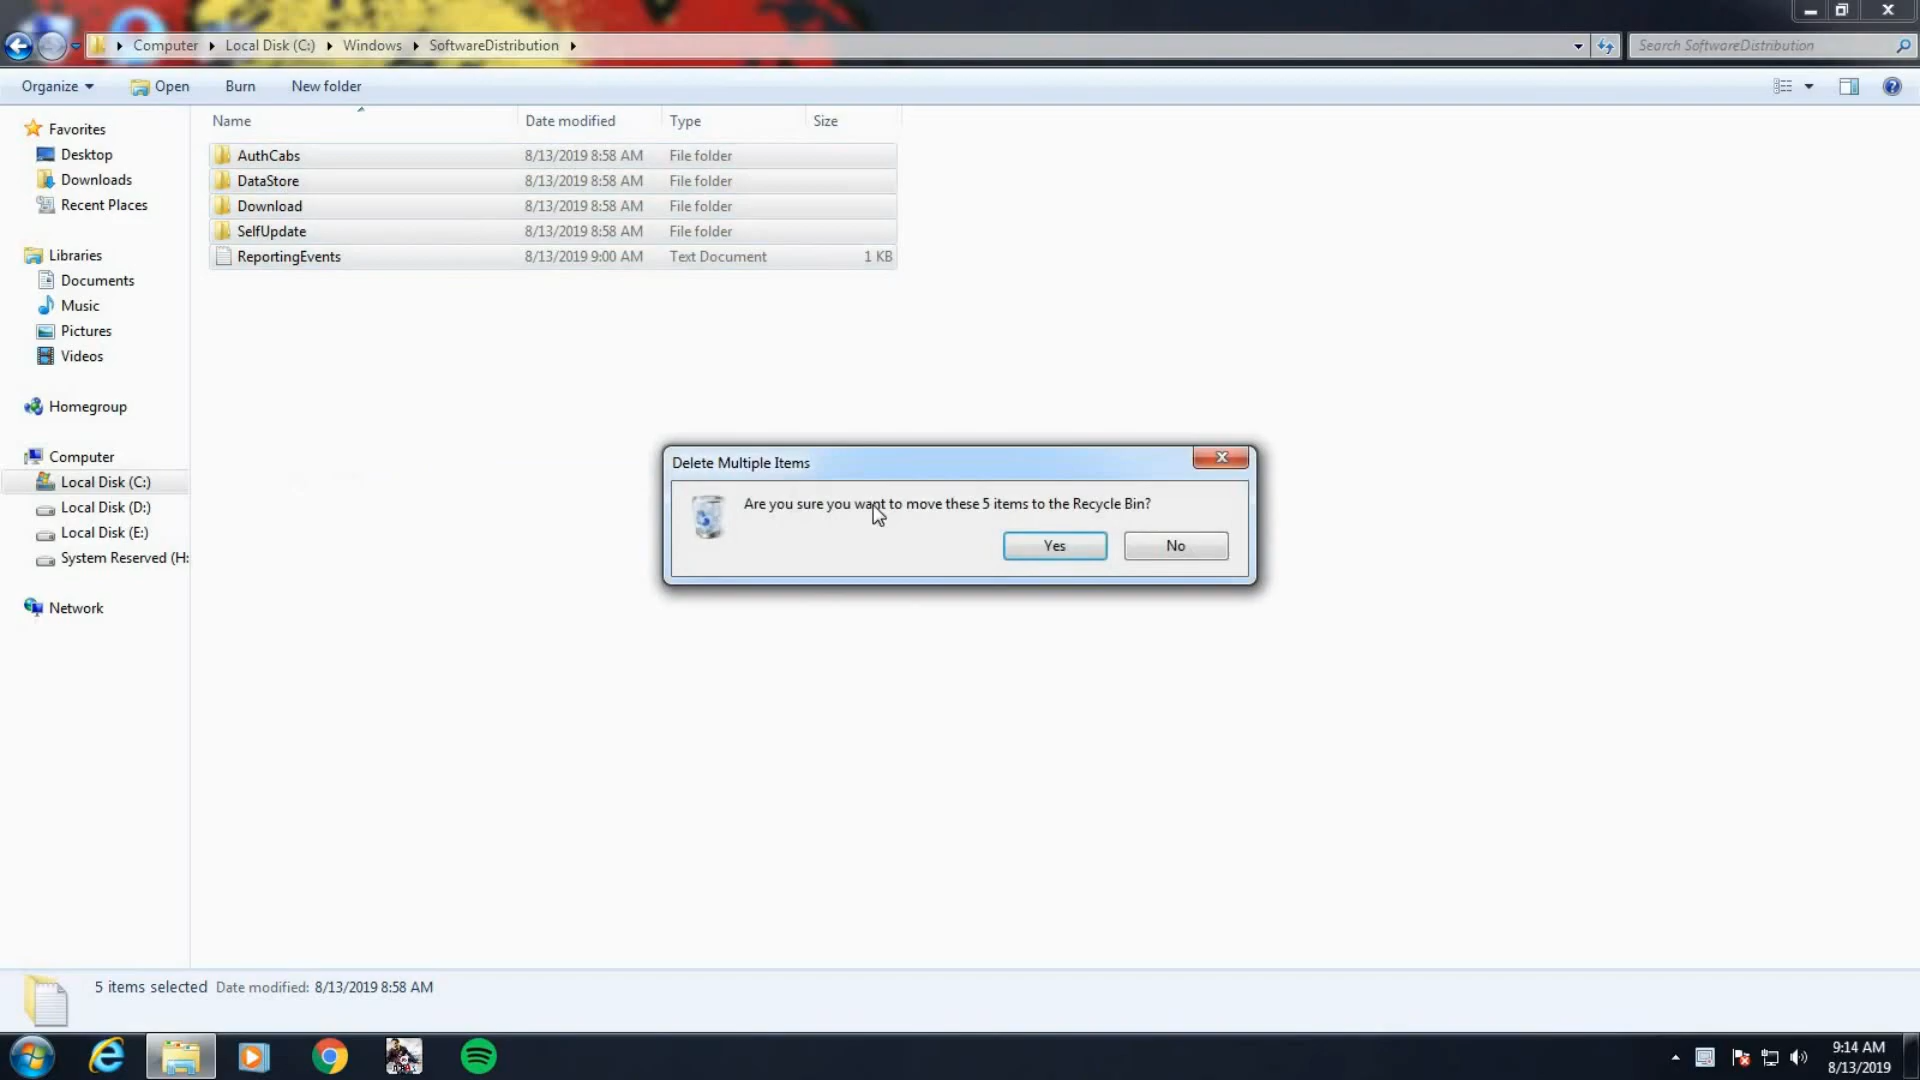 Computer Local Disk (C:) Windows SoftwareDistribution
Search SoftwareDistribution
Organize Open Burn New folder
Name Date modified Type Size
Favorites
Desktop
Downloads
Recent Places
Libraries
Documents
Music
Pictures
Videos
Homegroup
Computer
Local Disk (C:)
Local Disk (D:)
Local Disk (E:)
System Reserved (H:
Network
AuthCabs 8/13/2019 8:58 AM File folder
DataStore 8/13/2019 8:58 AM File folder
Download 8/13/2019 8:58 AM File folder
SelfUpdate 8/13/2019 8:58 AM File folder
ReportingEvents 8/13/2019 9:00 AM Text Document 1 KB
Delete Multiple Items
Are you sure you want to move these 5 items to the Recycle Bin?
Yes No
5 items selected Date modified: 8/13/2019 8:58 AM
9:14 AM
8/13/2019